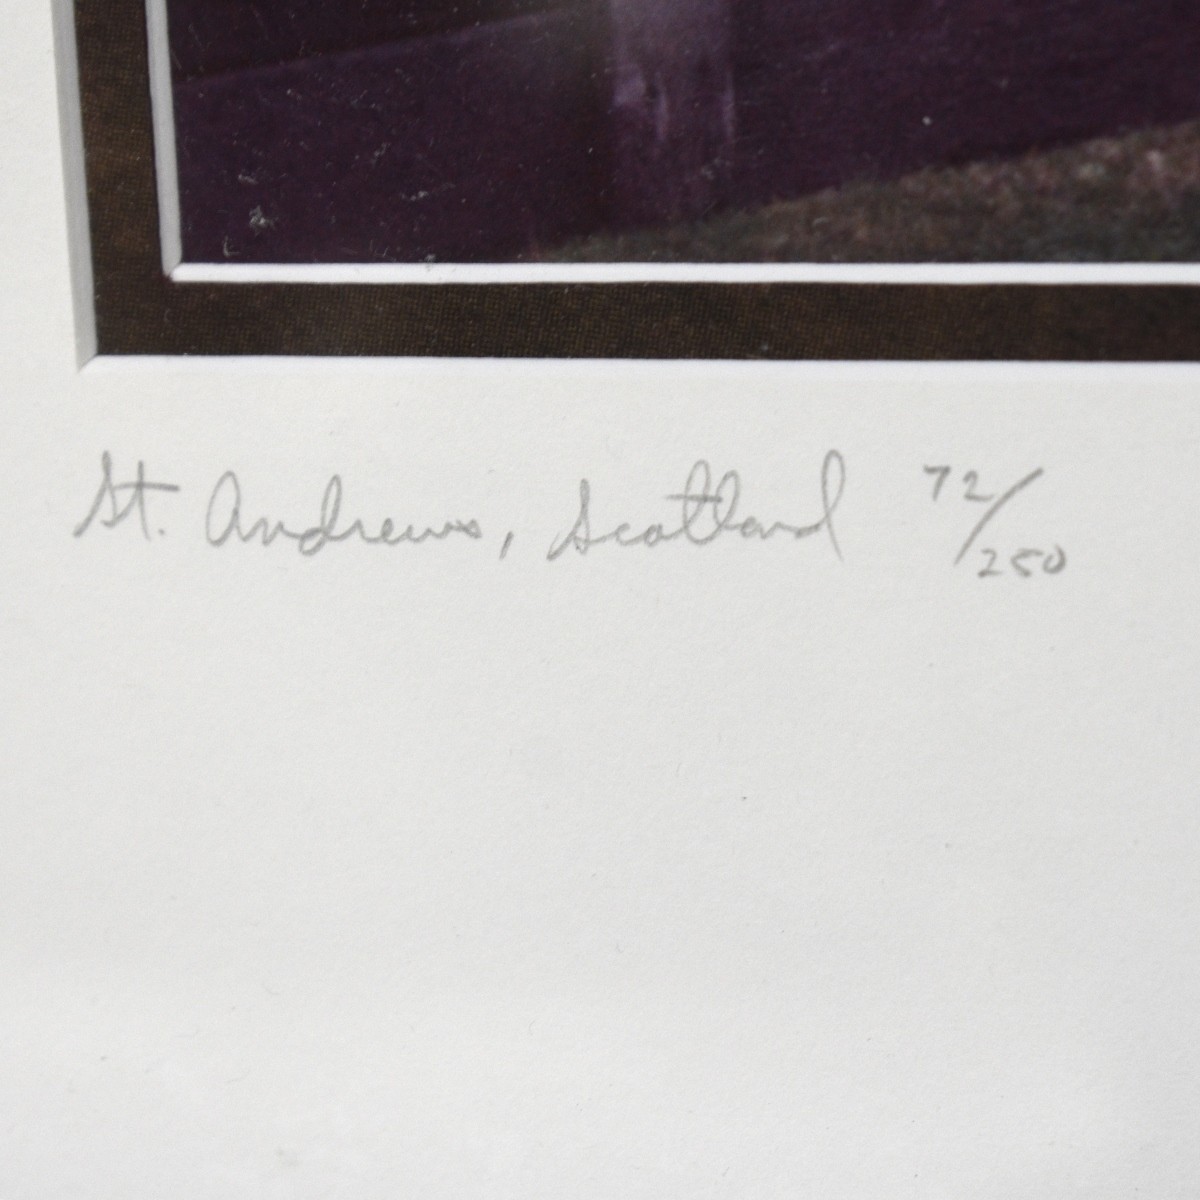 St. Andrews, Scotland 72/250